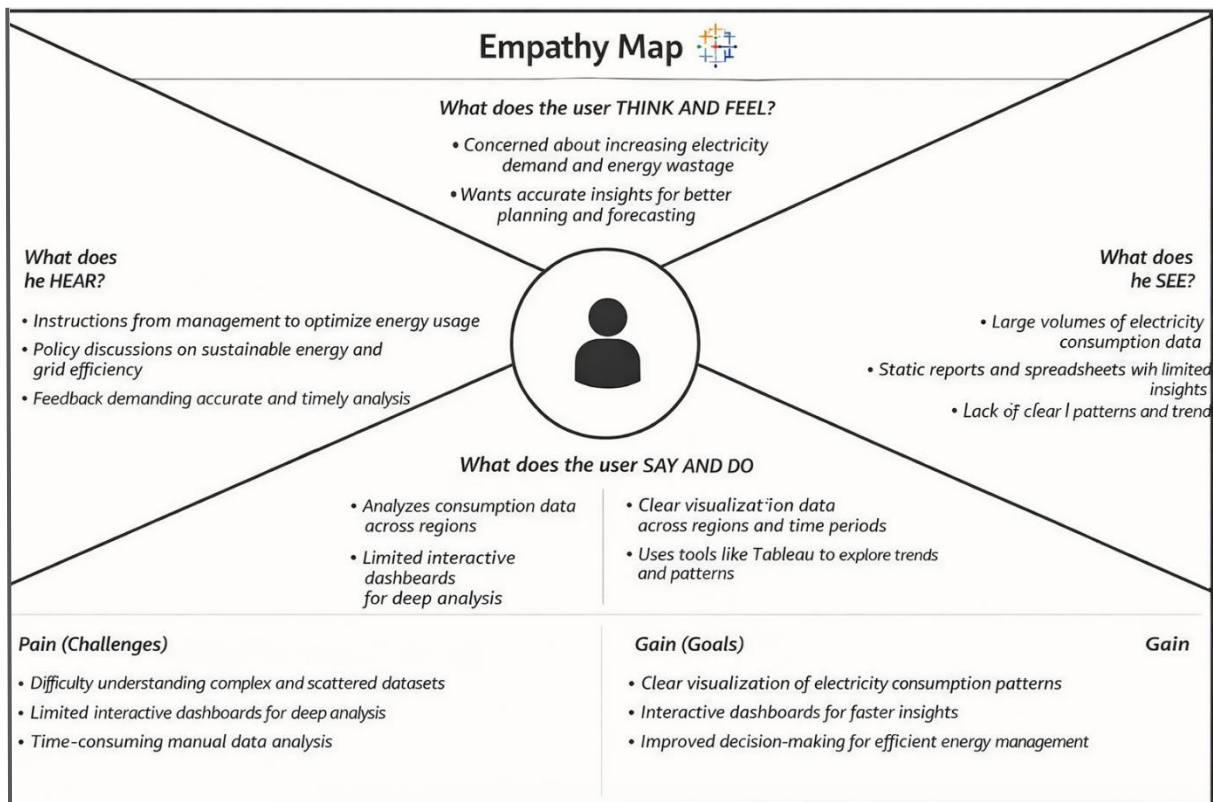 Empathy Map
What does the user THINK AND FEEL?
• Concerned about increasing electricity
demand and energy wastage
• Wants accurate insights for better
planning and forecasting
What does
he HEAR?
• Instructions from management to optimize energy usage
• Policy discussions on sustainable energy and
grid efficiency
• Feedback demanding accurate and timely analysis
What does
he SEE?
• Large volumes of electricity
consumption data
• Static reports and spreadsheets with limited
insights
• Lack of clear l patterns and trend
What does the user SAY AND DO
• Analyzes consumption data
across regions
• Limited interactive
dashbeards
for deep analysis
• Clear visualization data
across regions and time periods
• Uses tools like Tableau to explore trends
and patterns
Pain (Challenges)
• Difficulty understanding complex and scattered datasets
• Limited interactive dashboards for deep analysis
• Time-consuming manual data analysis
Gain (Goals)
Gain
• Clear visualization of electricity consumption patterns
• Interactive dashboards for faster insights
• Improved decision-making for efficient energy management